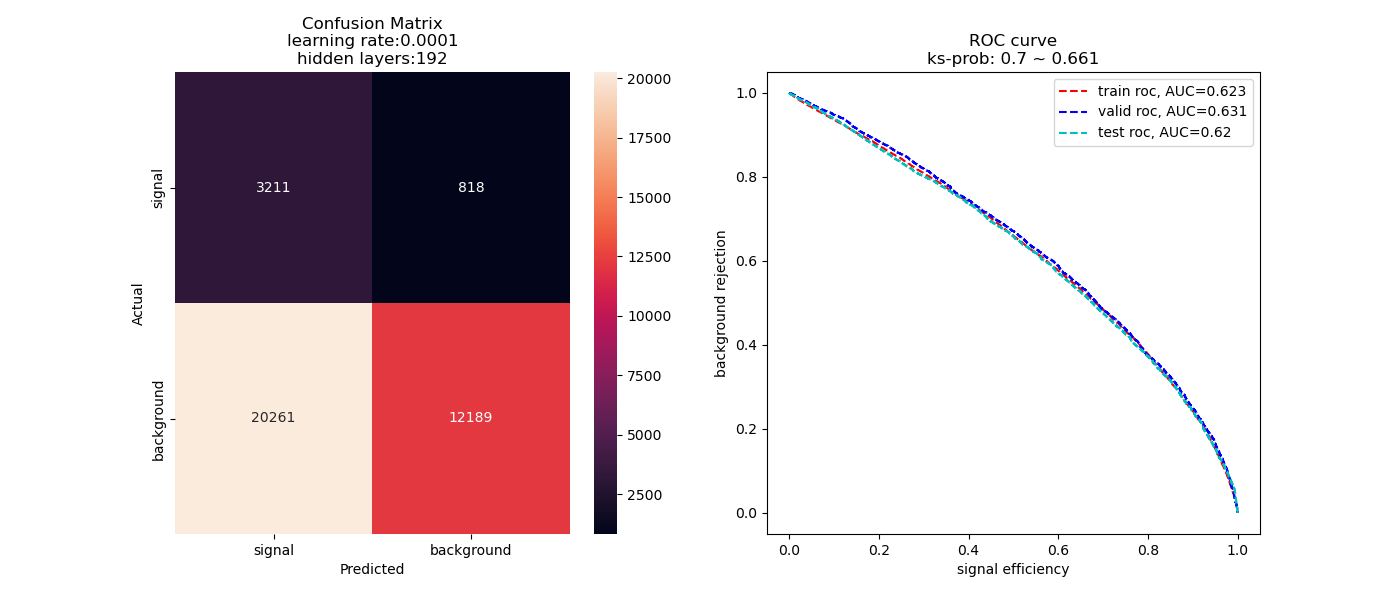 Confusion Matrix
learning rate:0.0001
hidden layers:192
signal
background
Actual
3211
818
20261
12189
signal
background
Predicted
20000
17500
15000
12500
10000
7500
5000
2500
ROC curve
ks-prob: 0.7 ~ 0.661
train roc, AUC=0.623
valid roc, AUC=0.631
test roc, AUC=0.62
background rejection
1.0
0.8
0.6
0.4
0.2
0.0
0.0
0.2
0.4
0.6
0.8
1.0
signal efficiency